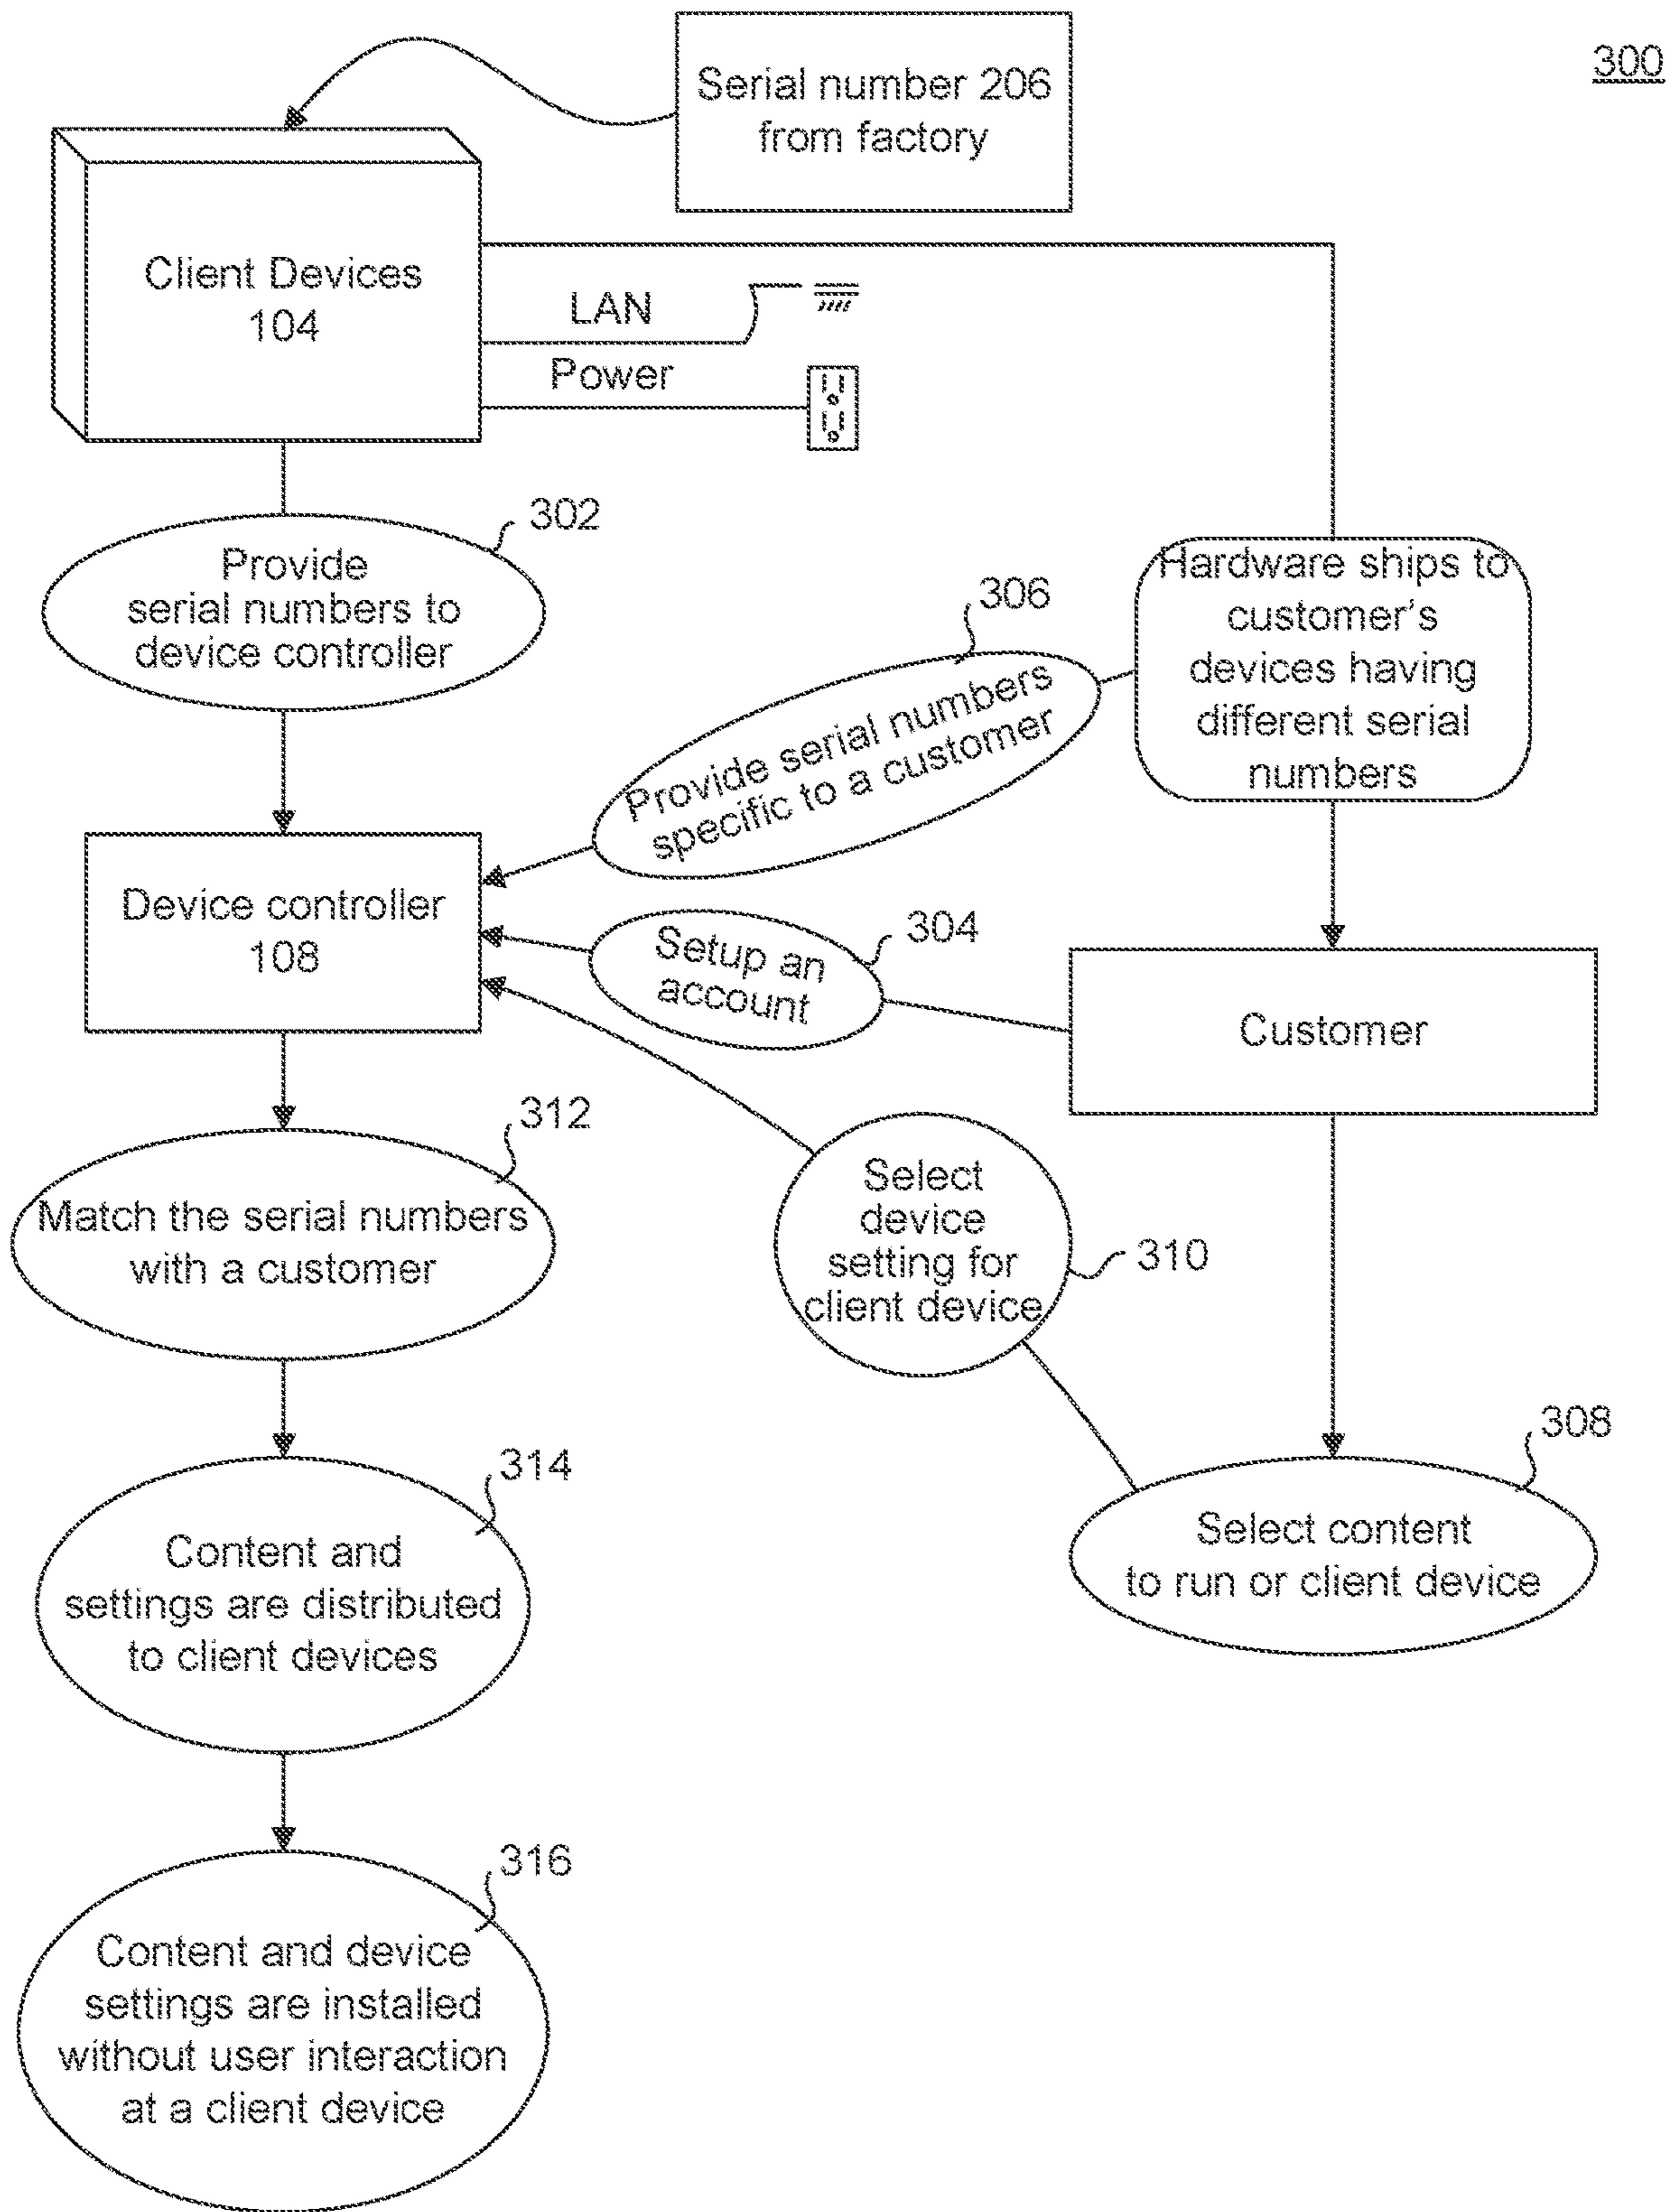 300
Serial number 206
from factory
Client Devices
104
LAN
Power
302
Provide
serial numbers to
device controller
Hardware ships to
customer’s
devices having
different serial
numbers
306
Provide serial numbers
specific to a customer
Device controller
108
304
Setup an
account
Customer
312
Match the serial numbers
with a customer
Select
device
setting for
client device
310
308
Select content
to run or client device
314
Content and
settings are distributed
to client devices
316
Content and device
settings are installed
without user interaction
at a client device